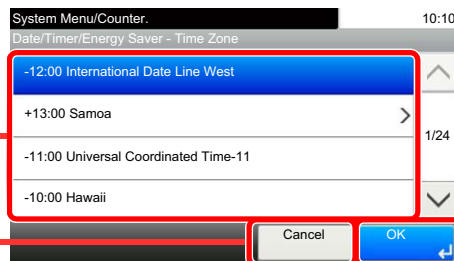 System Menu/Counter.
10:10
Date/Timer/Energy Saver - Time Zone
-12:00 International Date Line West
+13:00 Samoa
1/24
-11:00 Universal Coordinated Time-11
-10:00 Hawaii
Cancel
OK